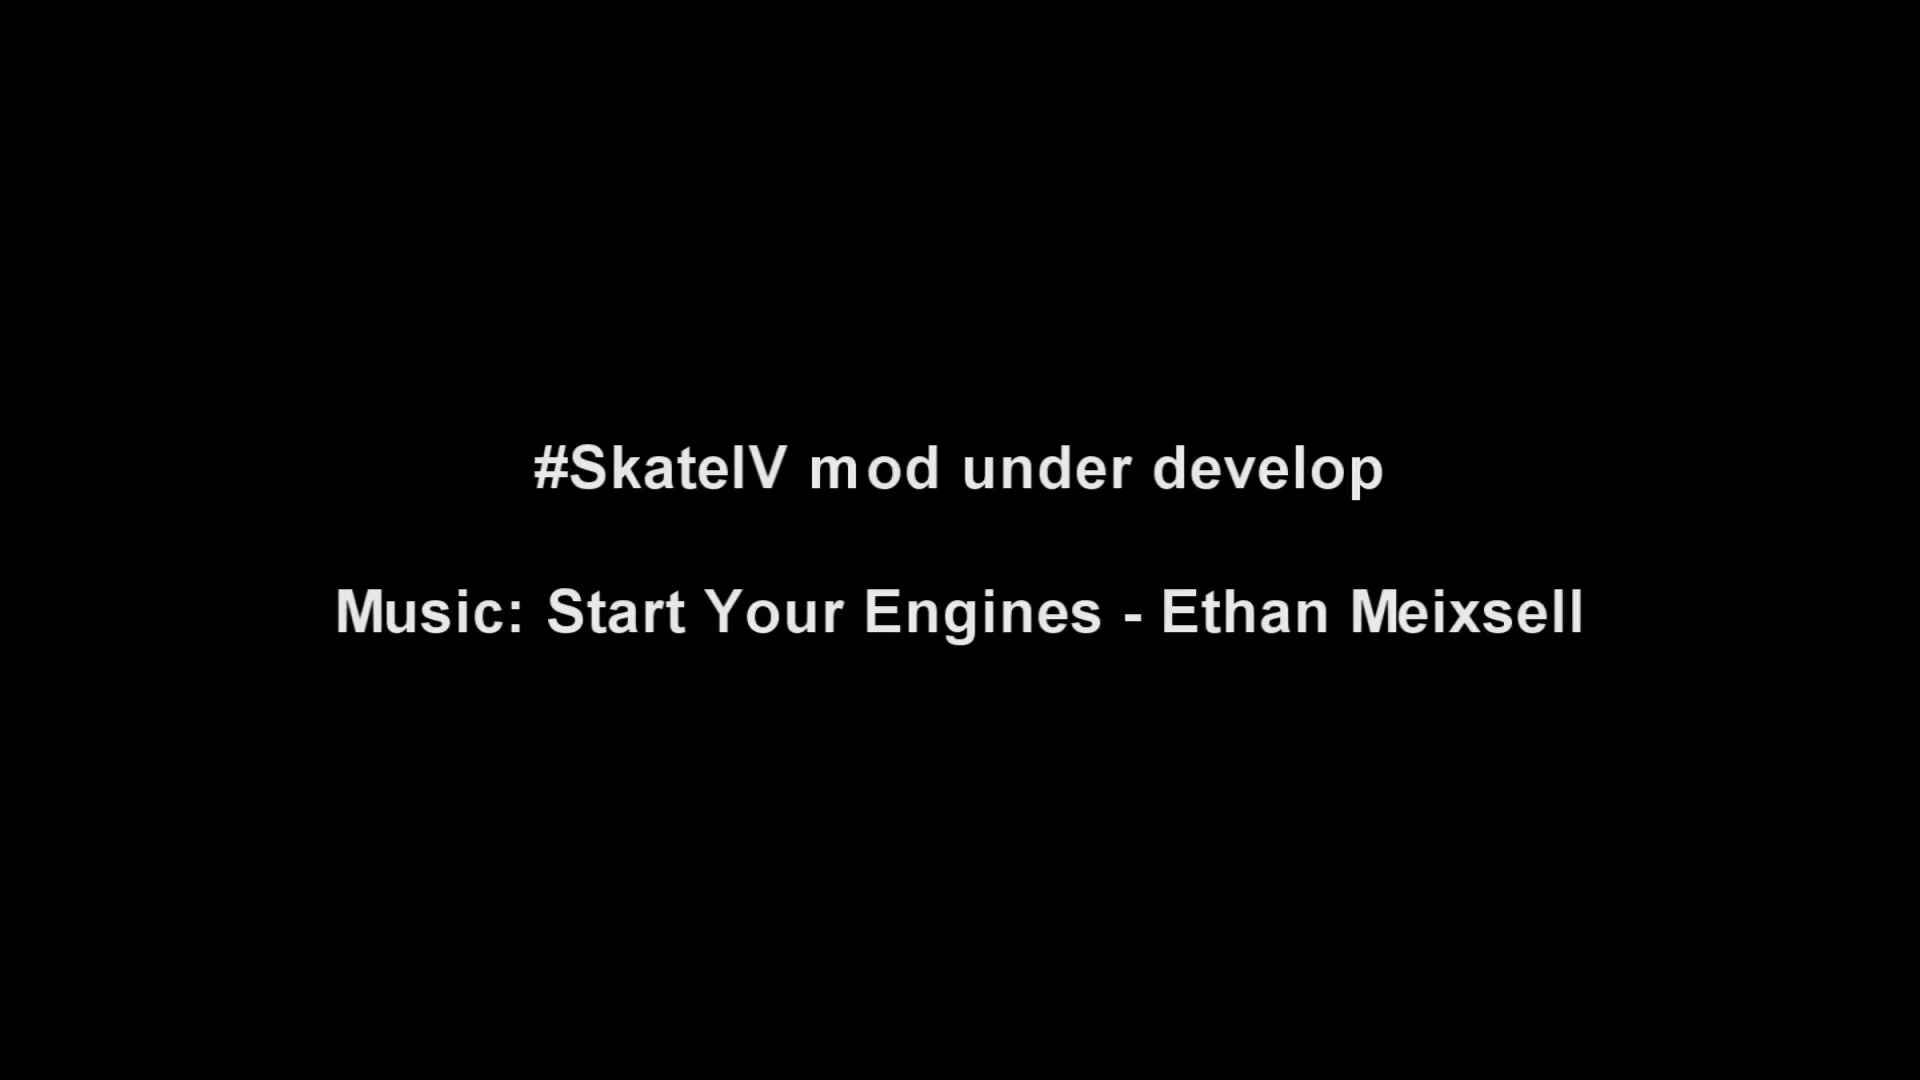 #SkateIV mod under develop
Music: Start Your Engines - Ethan Meixsell